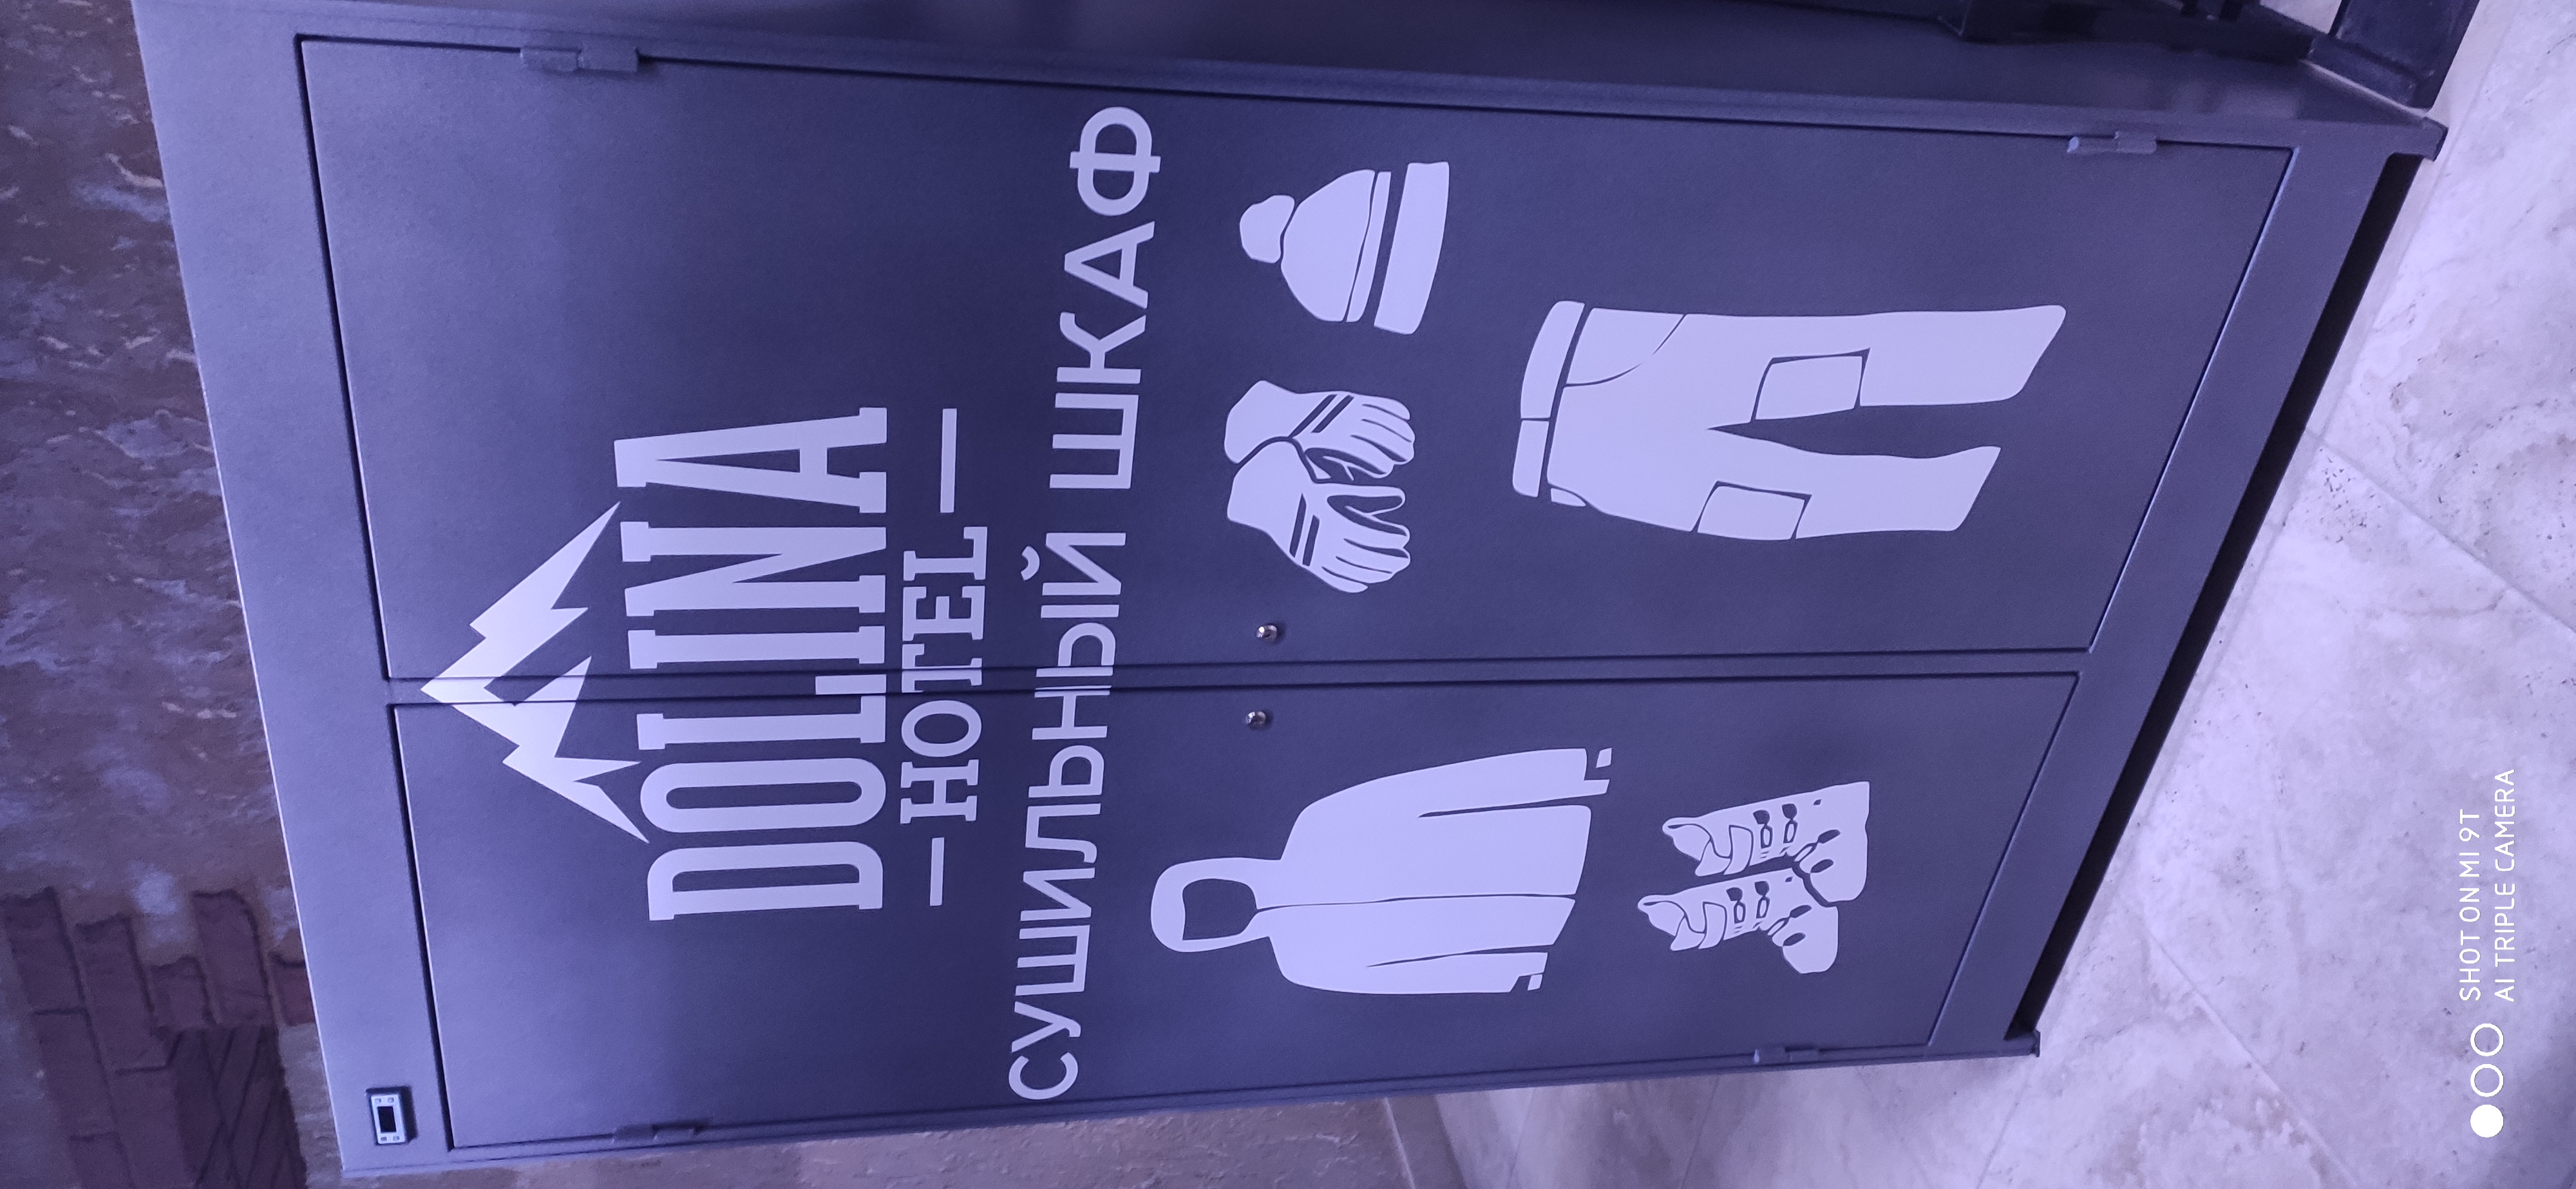 DOLINA
HOTEL
СУШИЛЬНЫЙ ШКАФ
SHOT ON MI 9T
AI TRIPLE CAMERA